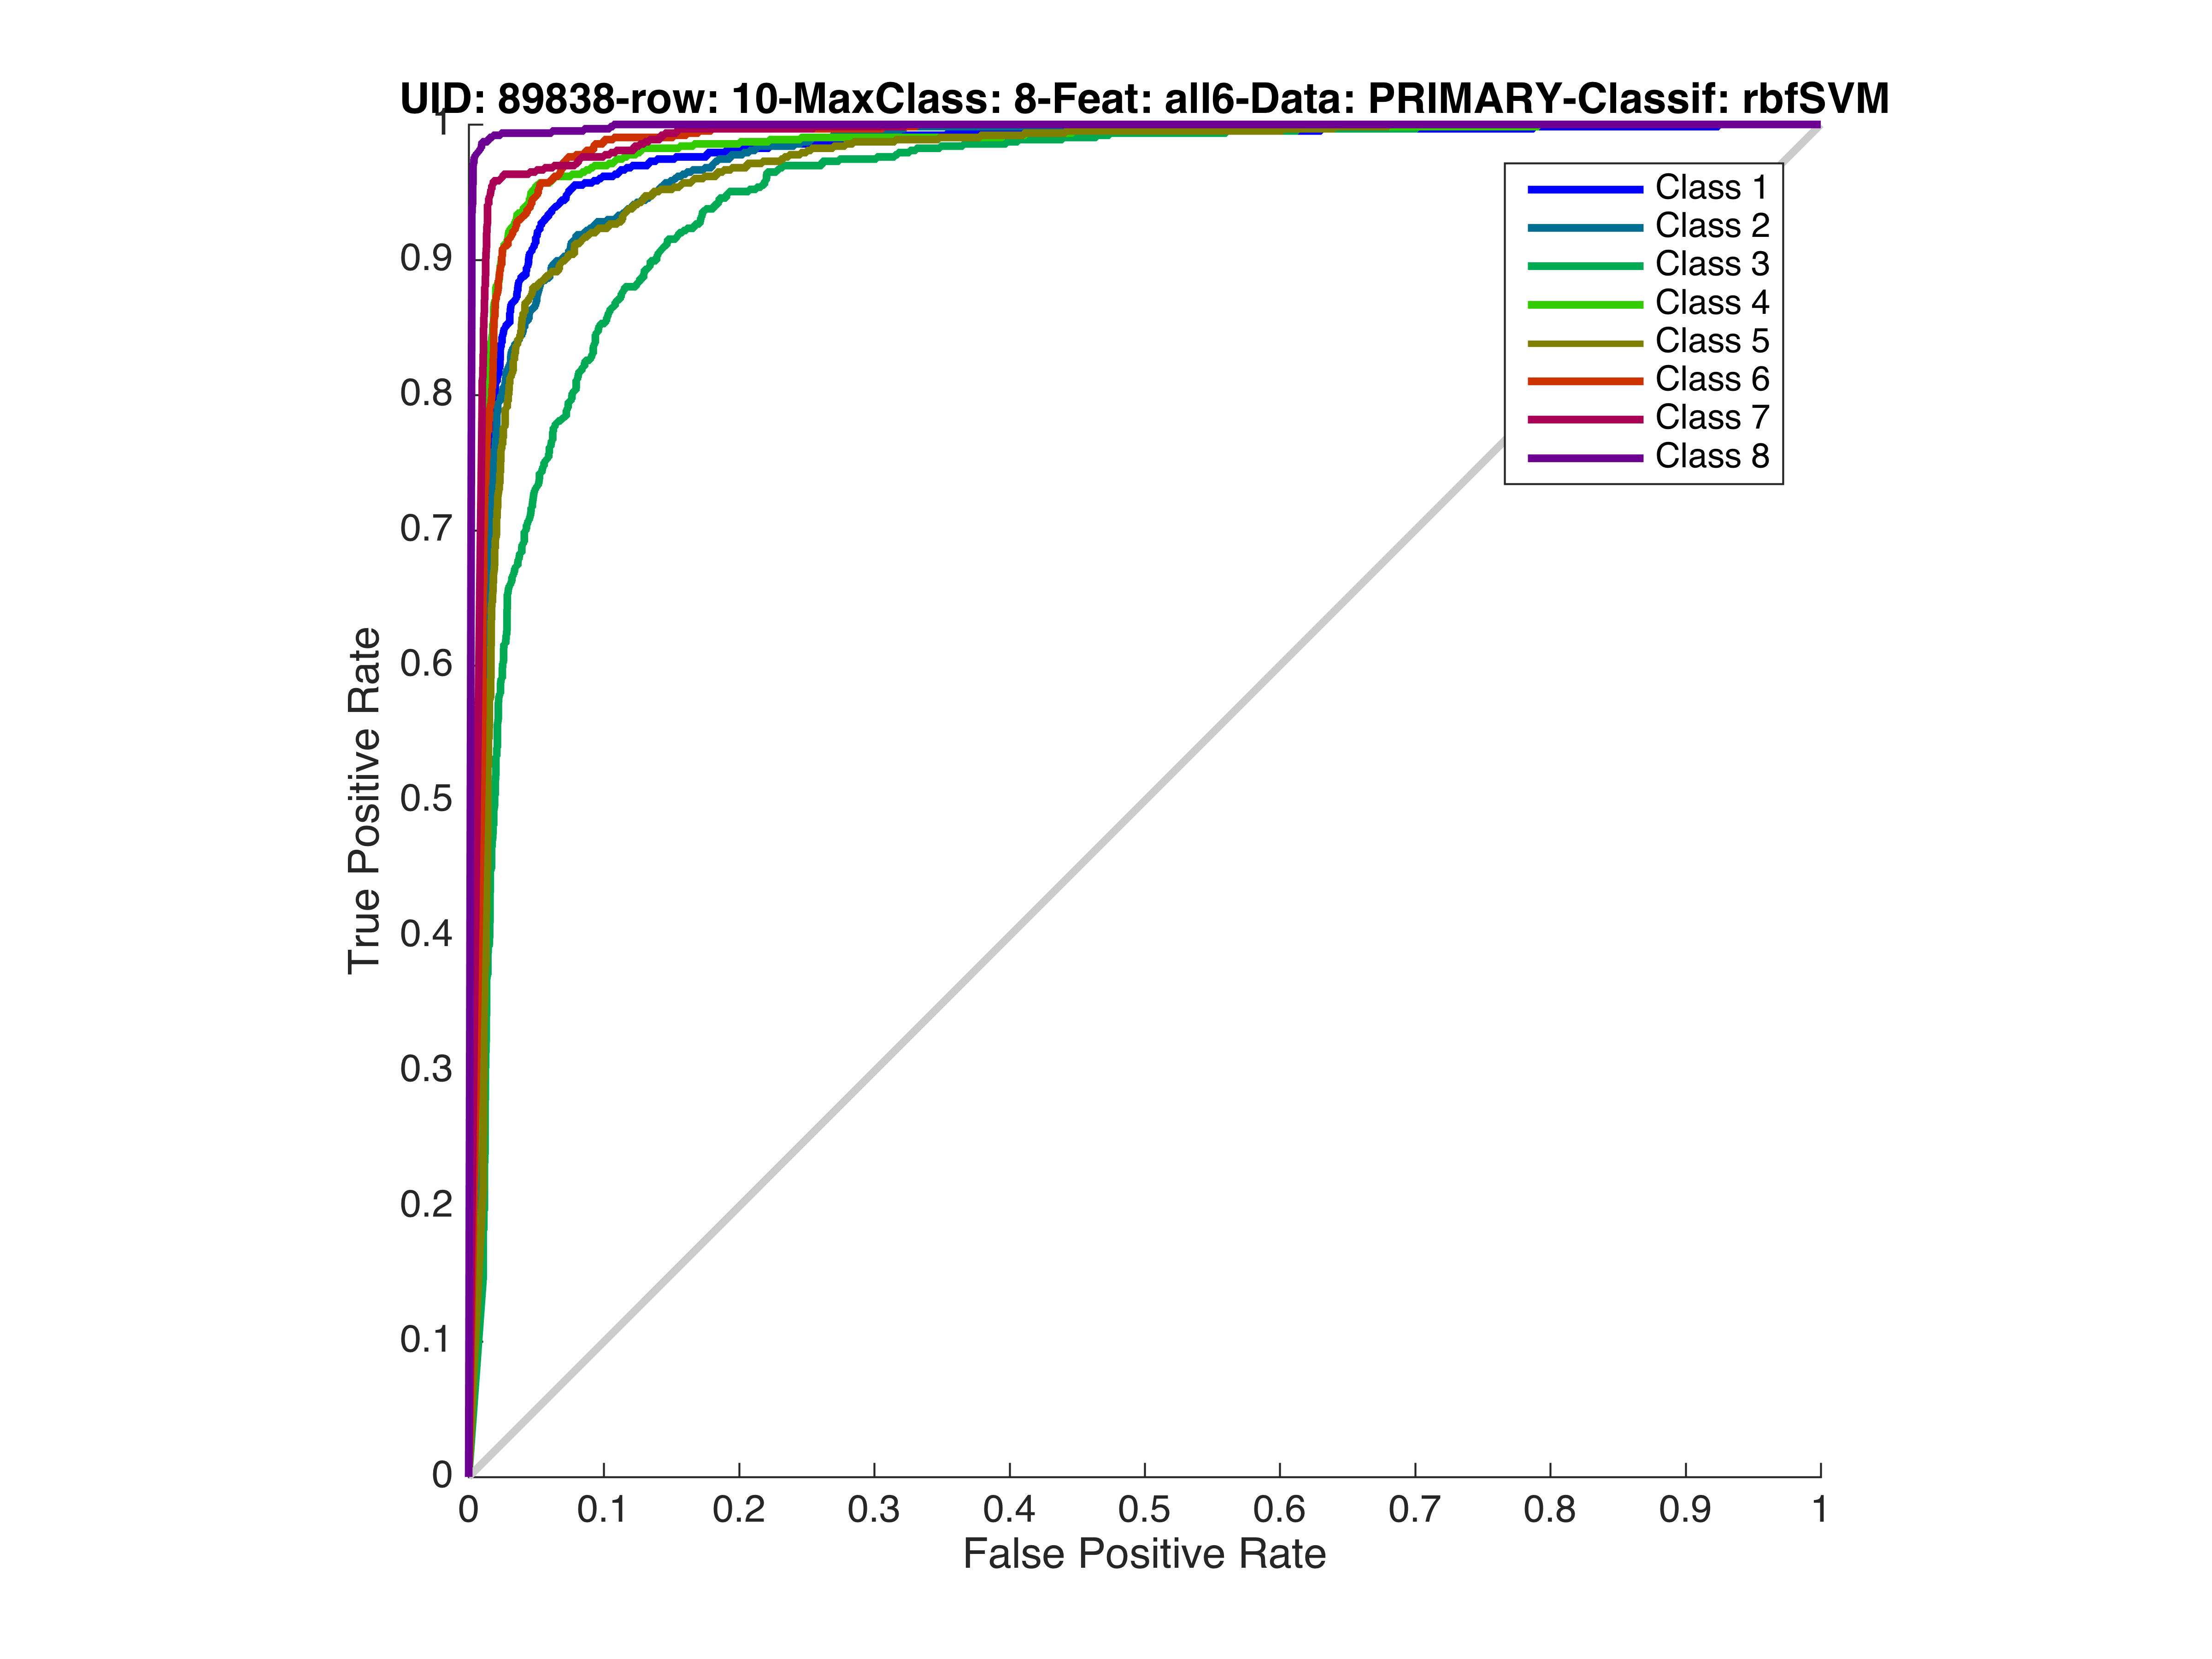 UID: 89838-row: 10-MaxClass: 8-Feat: all6-Data: PRIMARY-Classif: rbfSVM
1
0.9
0.8
0.7
0.6
0.5
0.4
0.3
0.2
0.1
0
True Positive Rate
Class 1
Class 2
Class 3
Class 4
Class 5
Class 6
Class 7
Class 8
0 0.1 0.2 0.3 0.4 0.5 0.6 0.7 0.8 0.9 1
False Positive Rate